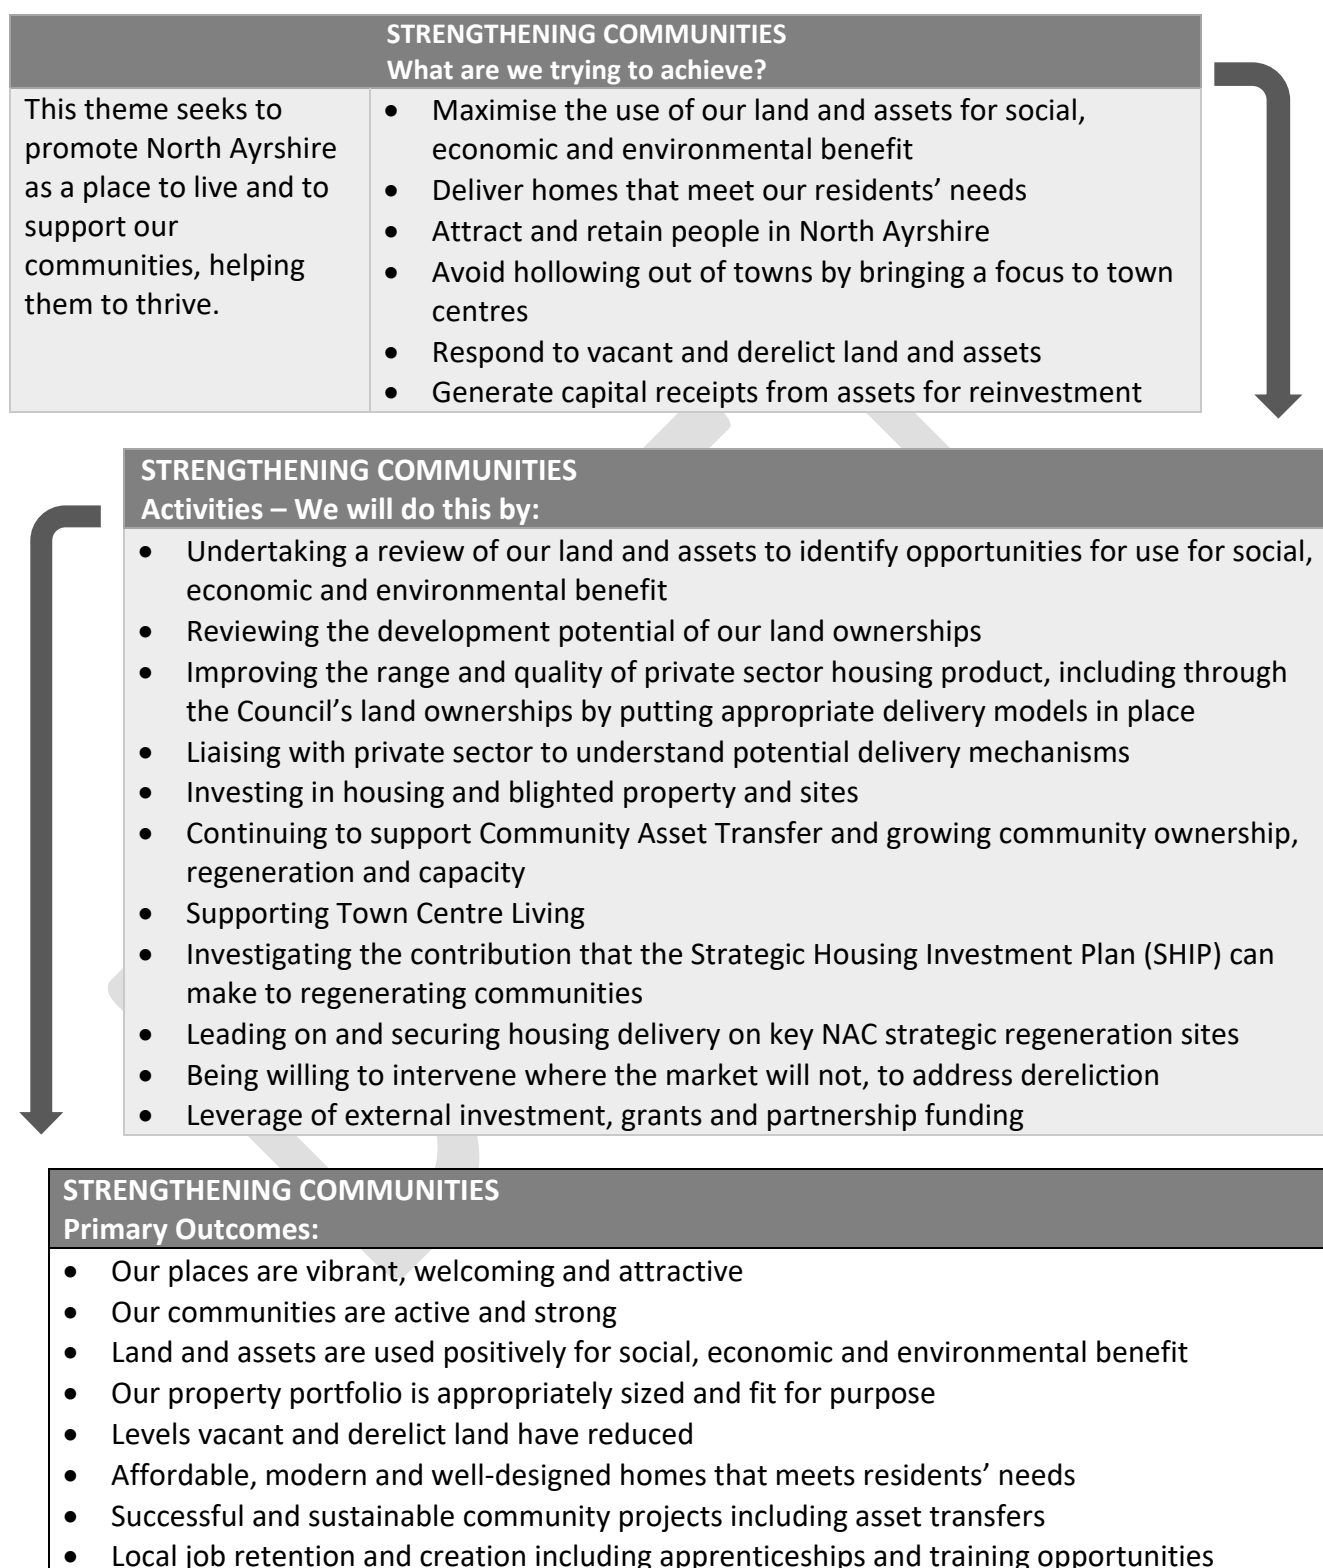 STRENGTHENING COMMUNITIES
What are we trying to achieve?
This theme seeks to
promote North Ayrshire
as a place to live and to
support our
communities, helping
them to thrive.
• Maximise the use of our land and assets for social,
economic and environmental benefit
• Deliver homes that meet our residents’ needs
• Attract and retain people in North Ayrshire
• Avoid hollowing out of towns by bringing a focus to town
centres
• Respond to vacant and derelict land and assets
• Generate capital receipts from assets for reinvestment
STRENGTHENING COMMUNITIES
Activities – We will do this by:
• Undertaking a review of our land and assets to identify opportunities for use for social,
economic and environmental benefit
• Reviewing the development potential of our land ownerships
• Improving the range and quality of private sector housing product, including through
the Council’s land ownerships by putting appropriate delivery models in place
• Liaising with private sector to understand potential delivery mechanisms
• Investing in housing and blighted property and sites
• Continuing to support Community Asset Transfer and growing community ownership,
regeneration and capacity
• Supporting Town Centre Living
• Investigating the contribution that the Strategic Housing Investment Plan (SHIP) can
make to regenerating communities
• Leading on and securing housing delivery on key NAC strategic regeneration sites
• Being willing to intervene where the market will not, to address dereliction
• Leverage of external investment, grants and partnership funding
STRENGTHENING COMMUNITIES
Primary Outcomes:
• Our places are vibrant, welcoming and attractive
• Our communities are active and strong
• Land and assets are used positively for social, economic and environmental benefit
• Our property portfolio is appropriately sized and fit for purpose
• Levels vacant and derelict land have reduced
• Affordable, modern and well-designed homes that meets residents’ needs
• Successful and sustainable community projects including asset transfers
• Local job retention and creation including apprenticeships and training opportunities